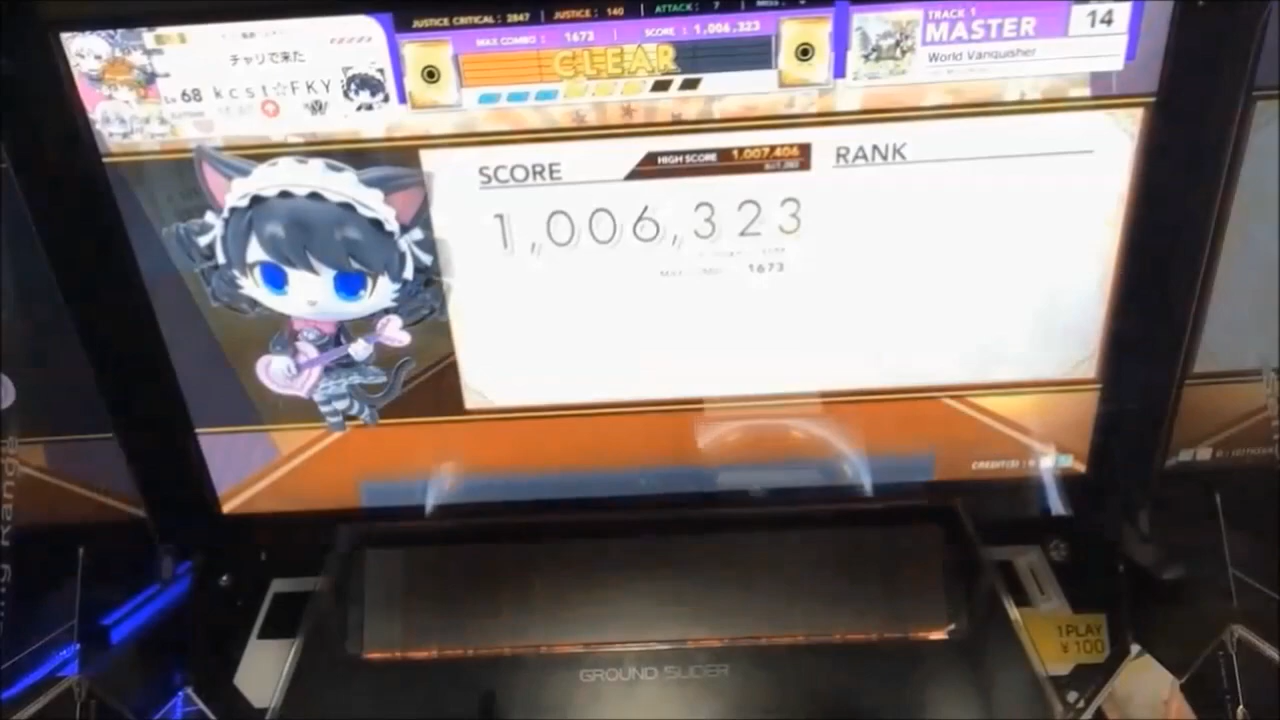 JUSTICE CRITICAL : 2847 | JUSTICE : 140 | ATTACK : 7 | MISS :
MAX COMBO : 1673 | SCORE : 1,006,323
CLEAR
チャリで来た
Lv. 68 kcst☆FKY
TRACK 1
MASTER
14
World Vanquisher
SCORE
HIGH SCORE 1,007,406
RANK
1,006,323
1673
CREDIT(S) :
GROUND SLIDER
1PLAY
¥100